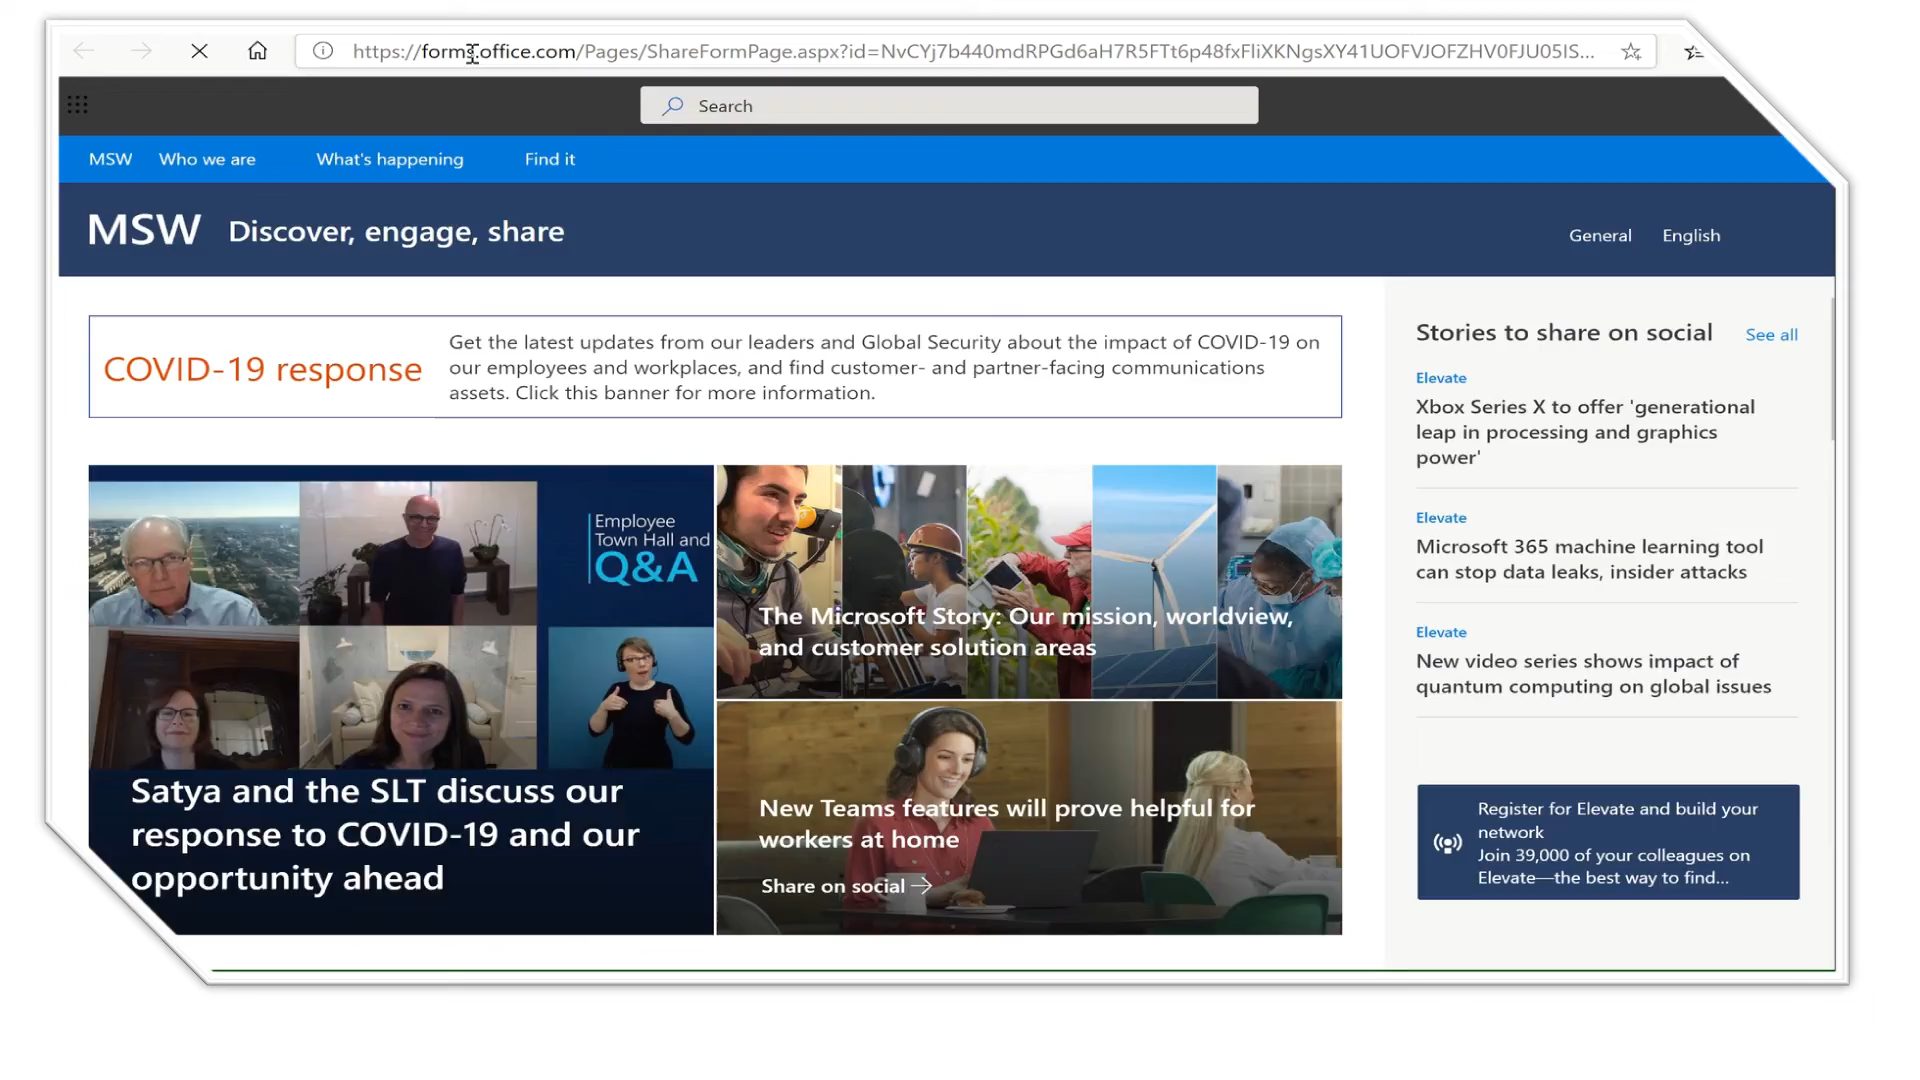 https://forms.office.com/Pages/ShareFormPage.aspx?id=NvCYj7b440mdRPGd6aH7R5FTt6p48fxFliXKNgsXY41UOFVJOFZHV0FJU05IS...
Search
MSW Who we are What's happening Find it
MSW Discover, engage, share
General English
COVID-19 response
Get the latest updates from our leaders and Global Security about the impact of COVID-19 on
our employees and workplaces, and find customer- and partner-facing communications
assets. Click this banner for more information.
Employee
Town Hall and
Q&A
Satya and the SLT discuss our
response to COVID-19 and our
opportunity ahead
The Microsoft Story: Our mission, worldview,
and customer solution areas
New Teams features will prove helpful for
workers at home
Share on social
Stories to share on social See all
Elevate
Xbox Series X to offer 'generational
leap in processing and graphics
power'
Elevate
Microsoft 365 machine learning tool
can stop data leaks, insider attacks
Elevate
New video series shows impact of
quantum computing on global issues
Register for Elevate and build your
network
Join 39,000 of your colleagues on
Elevate—the best way to find...